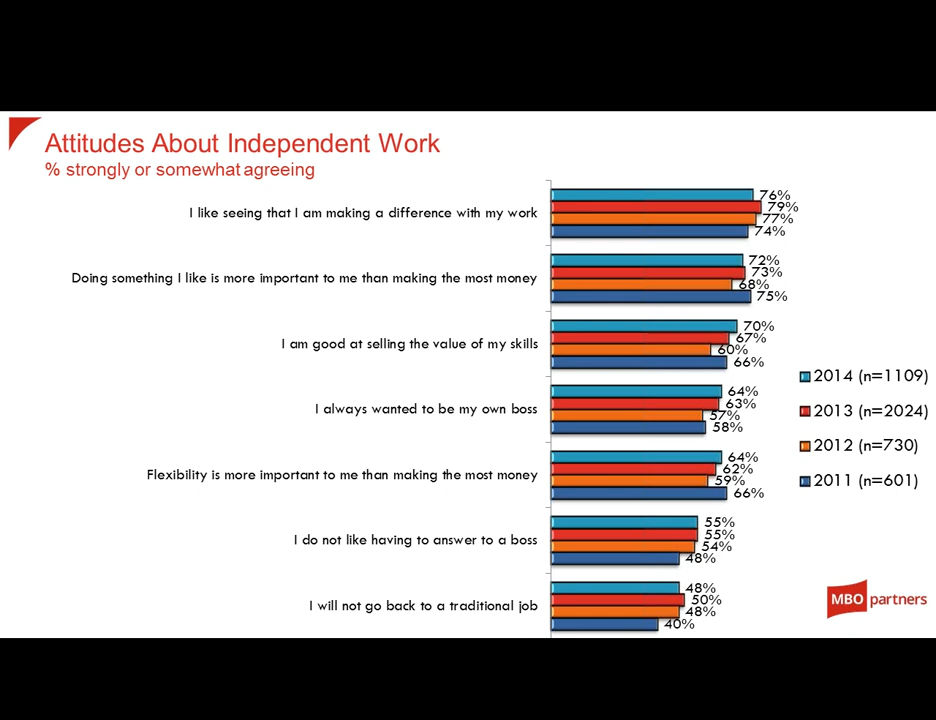 Attitudes About Independent Work
% strongly or somewhat agreeing
I like seeing that I am making a difference with my work
76%
79%
77%
74%
Doing something I like is more important to me than making the most money
72%
73%
68%
75%
I am good at selling the value of my skills
70%
67%
60%
66%
I always wanted to be my own boss
64%
63%
57%
58%
Flexibility is more important to me than making the most money
64%
62%
59%
66%
I do not like having to answer to a boss
55%
55%
54%
48%
I will not go back to a traditional job
48%
50%
48%
40%
2014 (n=1109)
2013 (n=2024)
2012 (n=730)
2011 (n=601)
MBO partners